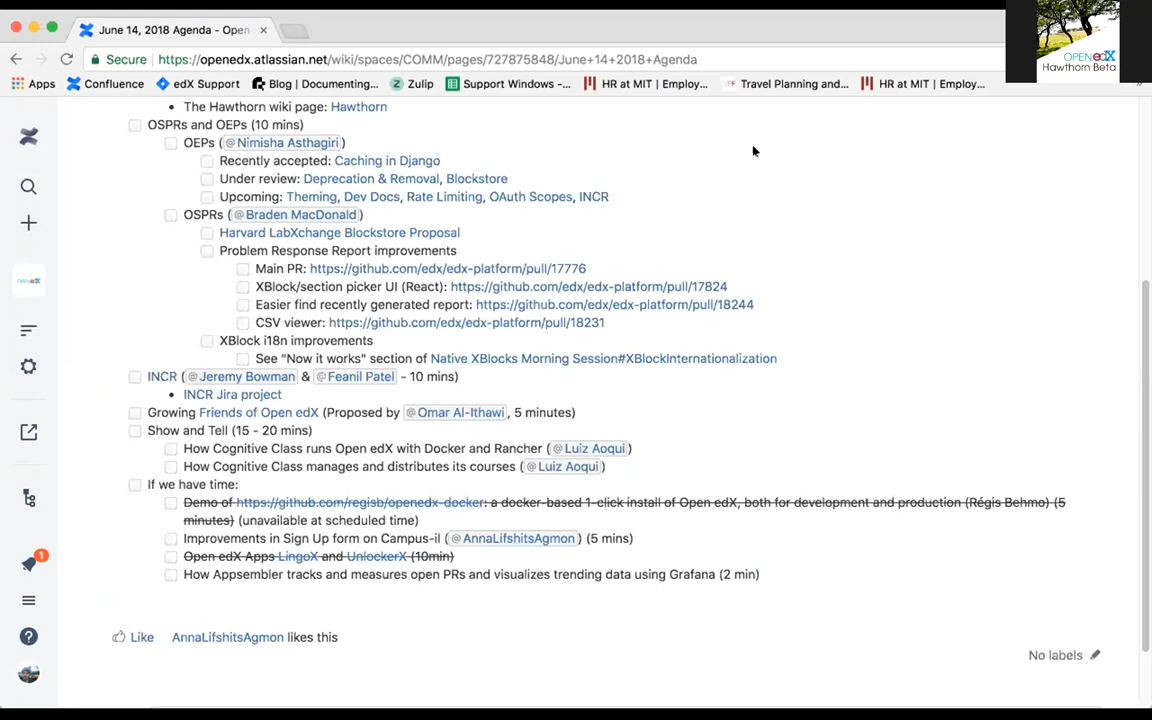 June 14, 2018 Agenda - Open
OPENedX
Hawthorn Beta
Secure https://openedx.atlassian.net/wiki/spaces/COMM/pages/727875848/June+14+2018+Agenda
Apps Confluence edX Support Blog | Documenting... Zulip Support Windows -... HR at MIT | Employ... Travel Planning and... HR at MIT | Employ... »
• The Hawthorn wiki page: Hawthorn
OSPRs and OEPs (10 mins)
OEPs (@Nimisha Asthagiri)
Recently accepted: Caching in Django
Under review: Deprecation & Removal, Blockstore
Upcoming: Theming, Dev Docs, Rate Limiting, OAuth Scopes, INCR
OSPRs (@Braden MacDonald)
Harvard LabXchange Blockstore Proposal
Problem Response Report improvements
Main PR: https://github.com/edx/edx-platform/pull/17776
XBlock/section picker UI (React): https://github.com/edx/edx-platform/pull/17824
Easier find recently generated report: https://github.com/edx/edx-platform/pull/18244
CSV viewer: https://github.com/edx/edx-platform/pull/18231
XBlock i18n improvements
See "Now it works" section of Native XBlocks Morning Session#XBlockInternationalization
INCR (@Jeremy Bowman & @Feanil Patel - 10 mins)
• INCR Jira project
Growing Friends of Open edX (Proposed by @Omar Al-Ithawi, 5 minutes)
Show and Tell (15 - 20 mins)
How Cognitive Class runs Open edX with Docker and Rancher (@Luiz Aoqui)
How Cognitive Class manages and distributes its courses (@Luiz Aoqui)
If we have time:
Demo of https://github.com/regisb/openedx-docker: a docker-based 1-click install of Open edX, both for development and production (Régis Behmo) (5
minutes) (unavailable at scheduled time)
Improvements in Sign Up form on Campus-il (@AnnaLifshitsAgmon) (5 mins)
Open edX Apps LingoX and UnlockerX (10min)
How Appsembler tracks and measures open PRs and visualizes trending data using Grafana (2 min)
1
Like AnnaLifshitsAgmon likes this
No labels